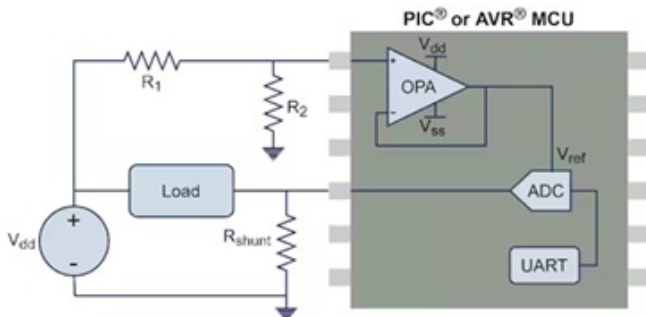 PIC® or AVR® MCU
R1
R2
+
Vdd
OPA
-
Vss
Vref
Load
ADC
+
Vdd
-
Rshunt
UART